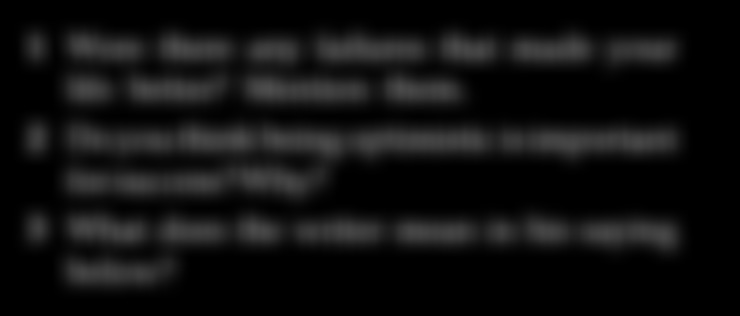 1 Were there any failures that made your
life better? Mention them.
2 Do you think being optimistic is important
for success? Why?
3 What does the writer mean in his saying
below?